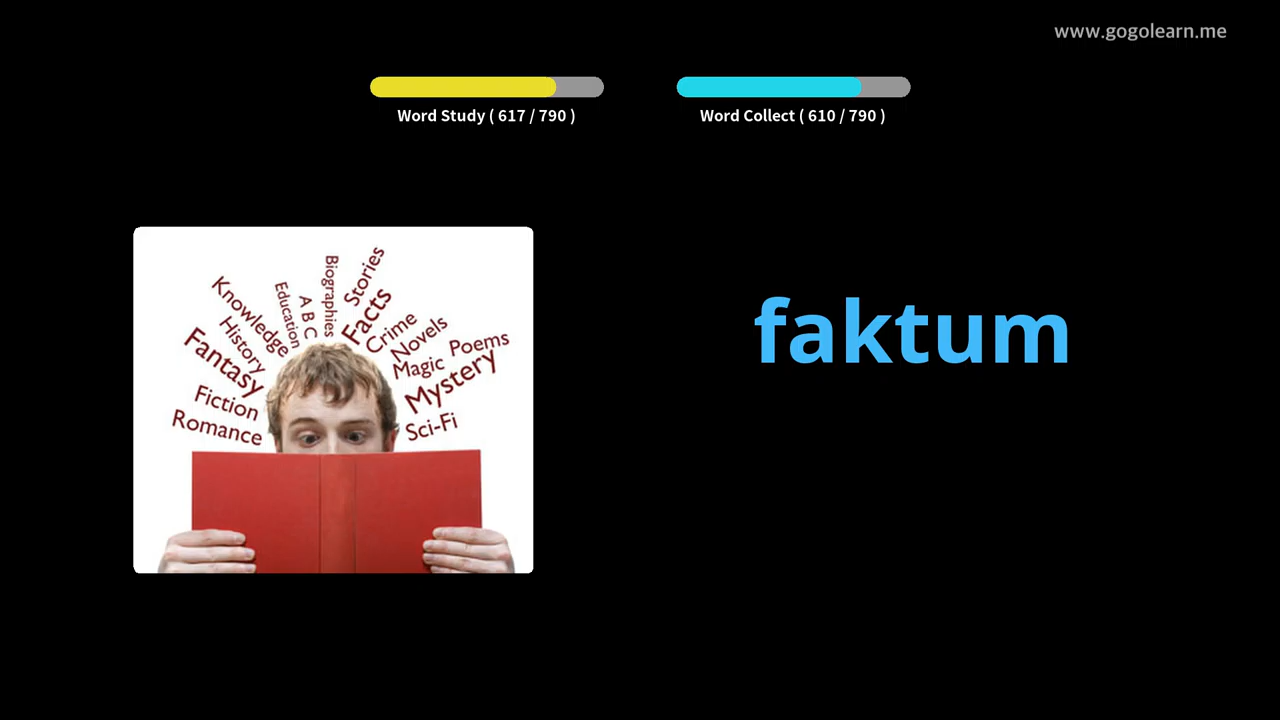 www.gogolearn.me
Word Study ( 617 / 790 )
Word Collect ( 610 / 790 )
Biographies
Stories
Education
A B C
Facts
Knowledge
History
Crime
Novels
Poems
Fantasy
Magic
Mystery
Fiction
Romance
Sci-Fi
faktum